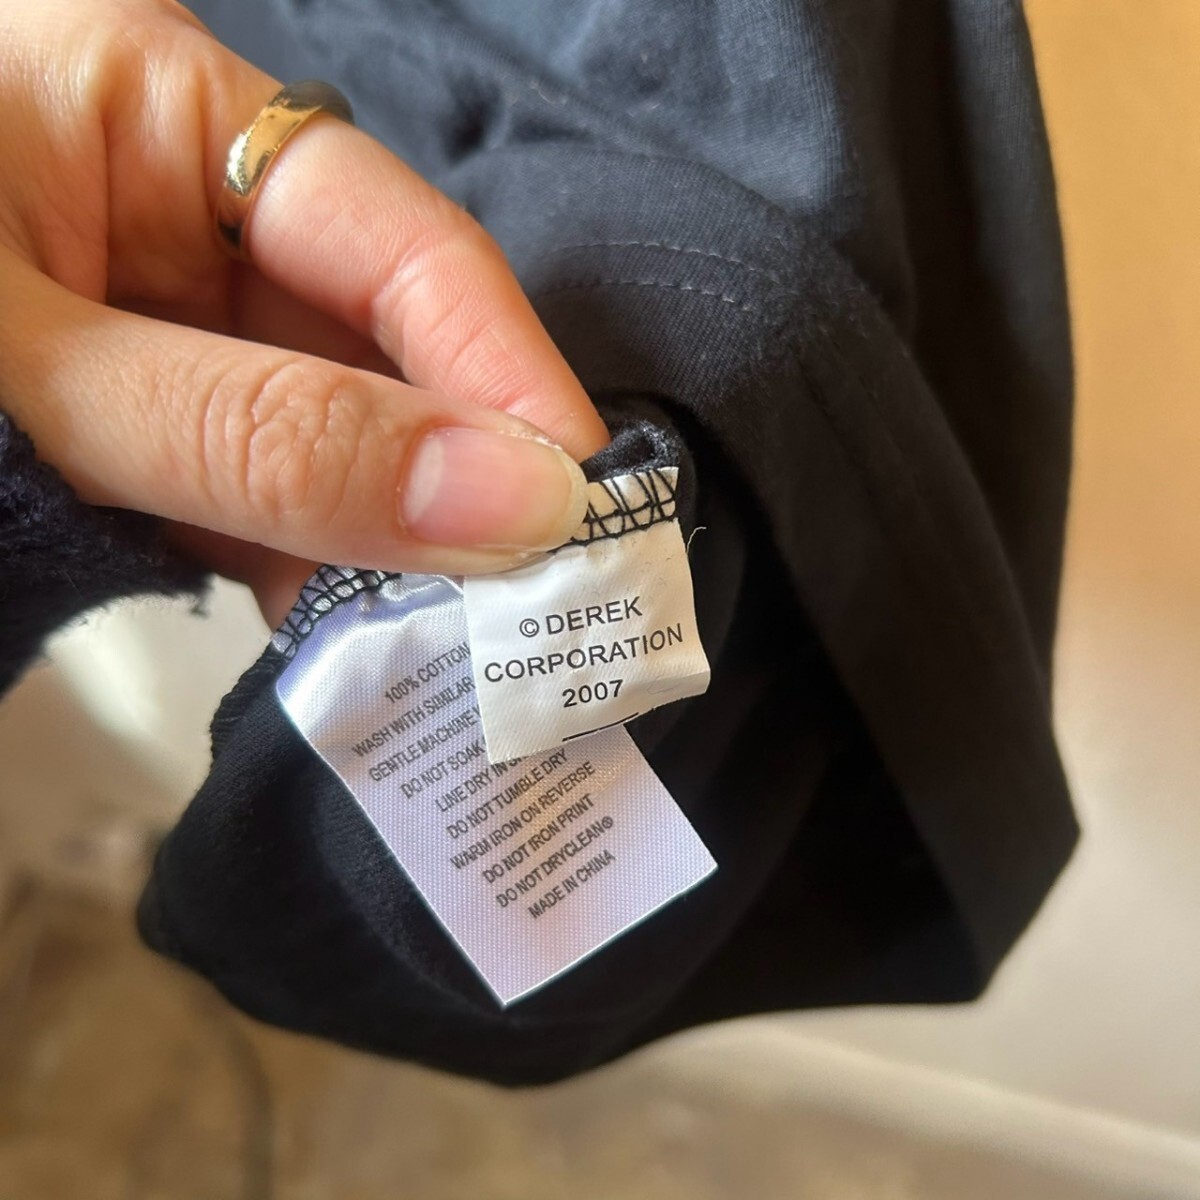 © DEREK
CORPORATION
2007
100% COTTON
WASH WITH SIMILAR
GENTLE MACHINE
DO NOT SOAK
LINE DRY IN
DO NOT TUMBLE DRY
WARM IRON ON REVERSE
DO NOT IRON PRINT
DO NOT DRYCLEAN®
MADE IN CHINA